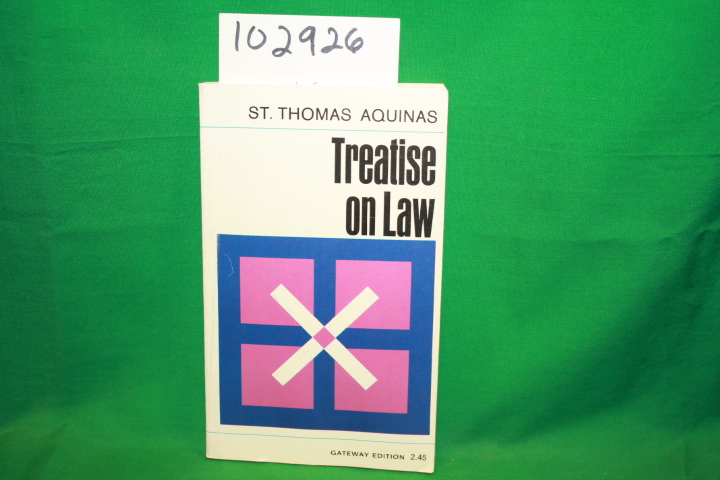 102926
ST. THOMAS AQUINAS
Treatise
on Law
GATEWAY EDITION 2.45